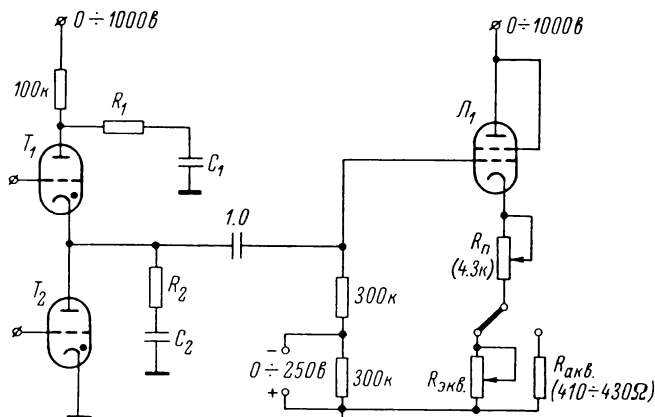 0÷1000в
0÷1000в
100к
R1
C1
T1
Л1
1.0
Rп
(4.3к)
T2
R2
C2
300к
−
0÷250в
+
300к
Rэкв.
Rакв.
(410÷430Ω)